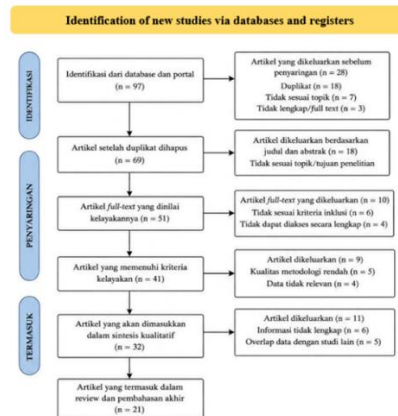 Identification of new studies via databases and registers
IDENTIFIKASI
Identifikasi dari database dan portal
(n = 97)
Artikel yang dikeluarkan sebelum
penyaringan (n = 28)
Duplikat (n = 18)
Tidak sesuai topik (n = 7)
Tidak lengkap/full text (n = 3)
PENYARINGAN
Artikel setelah duplikat dihapus
(n = 69)
Artikel dikeluarkan berdasarkan
judul dan abstrak (n = 18)
Tidak sesuai topik/tujuan penelitian
Artikel full-text yang dinilai
kelayakannya (n = 51)
Artikel full-text yang dikeluarkan (n = 10)
Tidak sesuai kriteria inklusi (n = 6)
Tidak dapat diakses secara lengkap (n = 4)
Artikel yang memenuhi kriteria
kelayakan (n = 41)
Artikel dikeluarkan (n = 9)
Kualitas metodologi rendah (n = 5)
Data tidak relevan (n = 4)
TERMASUK
Artikel yang akan dimasukkan
dalam sintesis kualitatif
(n = 32)
Artikel dikeluarkan (n = 11)
Informasi tidak lengkap (n = 6)
Overlap data dengan studi lain (n = 5)
Artikel yang termasuk dalam
review dan pembahasan akhir
(n = 21)